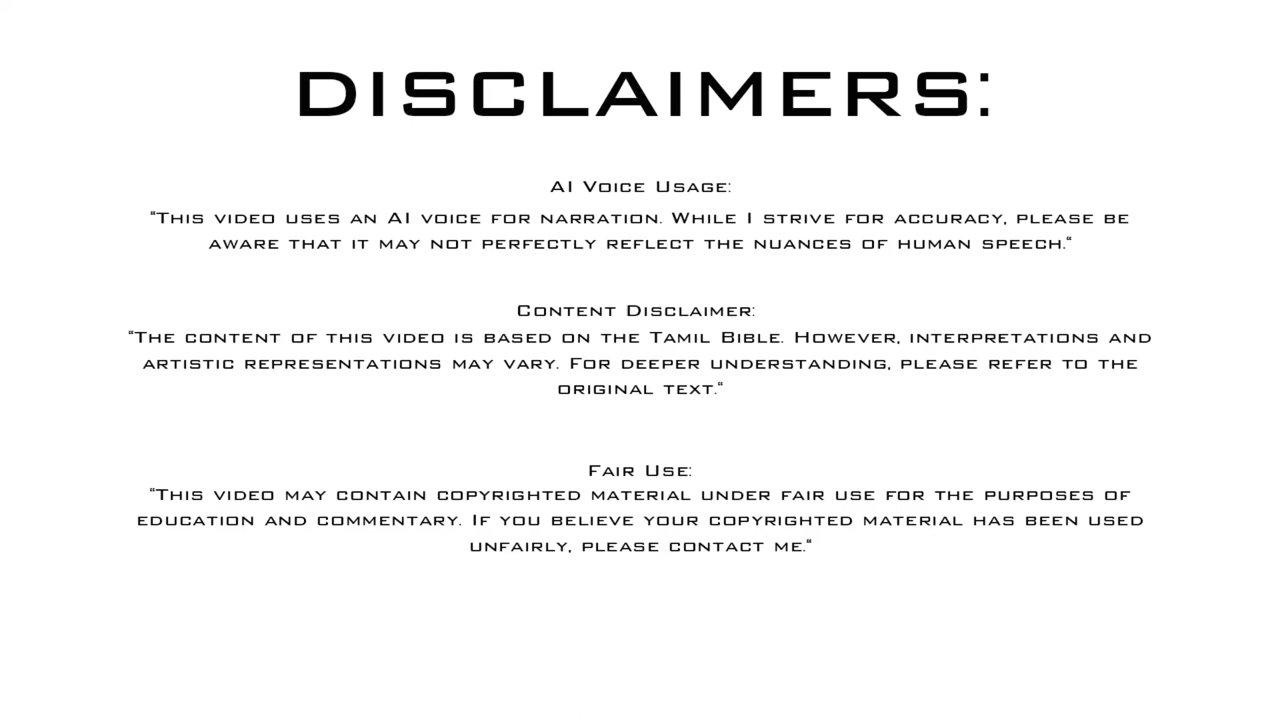 DISCLAIMERS:
AI Voice Usage:
"This video uses an AI voice for narration. While I strive for accuracy, please be
aware that it may not perfectly reflect the nuances of human speech."
Content Disclaimer:
"The content of this video is based on the Tamil Bible. However, interpretations and
artistic representations may vary. For deeper understanding, please refer to the
original text."
Fair Use:
"This video may contain copyrighted material under fair use for the purposes of
education and commentary. If you believe your copyrighted material has been used
unfairly, please contact me."